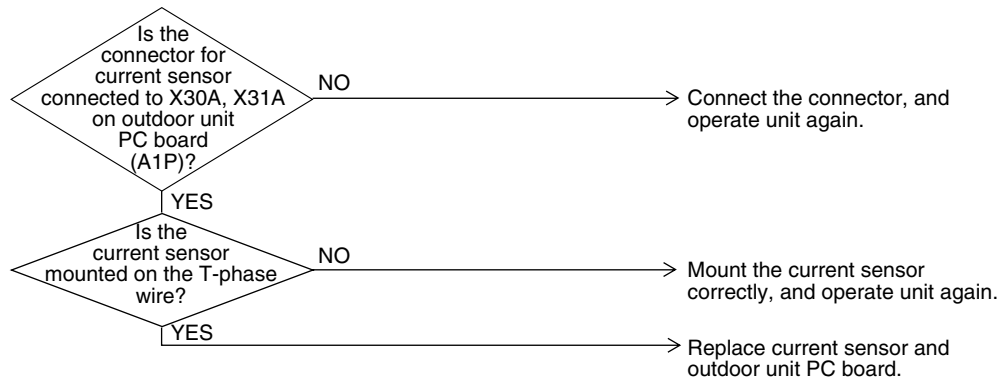 Is the
connector for
current sensor
connected to X30A, X31A
on outdoor unit
PC board
(A1P)?
NO
Connect the connector, and
operate unit again.
YES
Is the
current sensor
mounted on the T-phase
wire?
NO
Mount the current sensor
correctly, and operate unit again.
YES
Replace current sensor and
outdoor unit PC board.